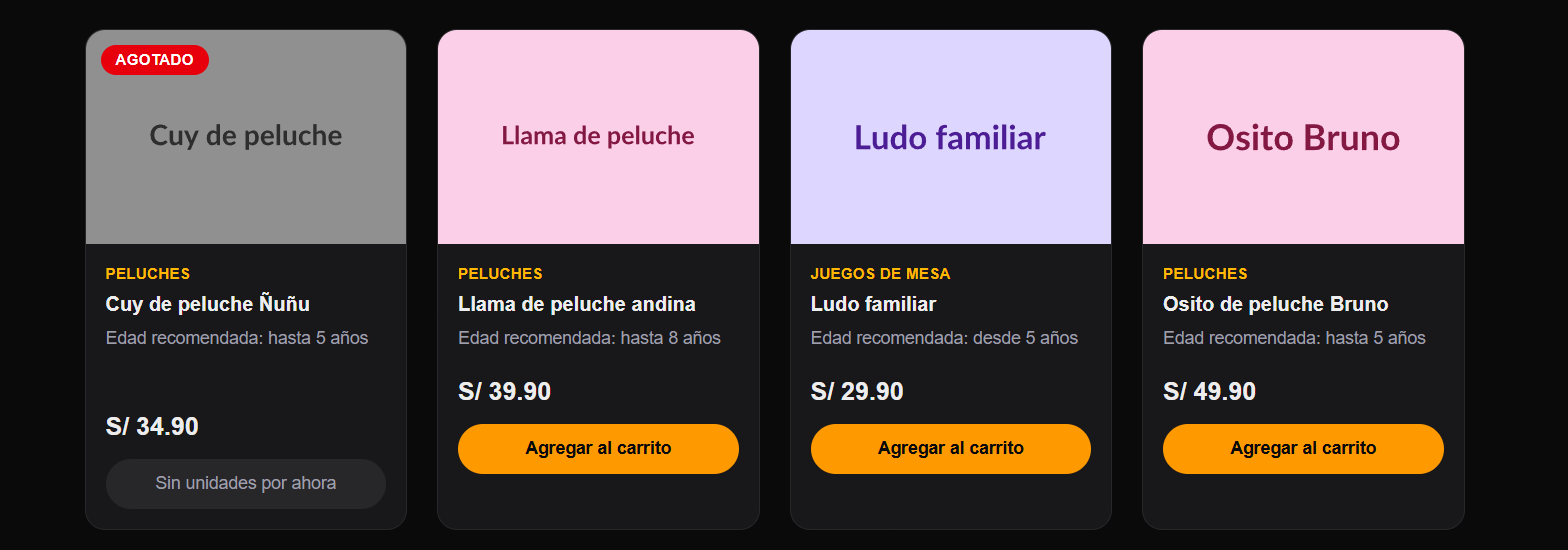 AGOTADO
Cuy de peluche
PELUCHES
Cuy de peluche Ñuñu
Edad recomendada: hasta 5 años
S/ 34.90
Sin unidades por ahora
Llama de peluche
PELUCHES
Llama de peluche andina
Edad recomendada: hasta 8 años
S/ 39.90
Agregar al carrito
Ludo familiar
JUEGOS DE MESA
Ludo familiar
Edad recomendada: desde 5 años
S/ 29.90
Agregar al carrito
Osito Bruno
PELUCHES
Osito de peluche Bruno
Edad recomendada: hasta 5 años
S/ 49.90
Agregar al carrito